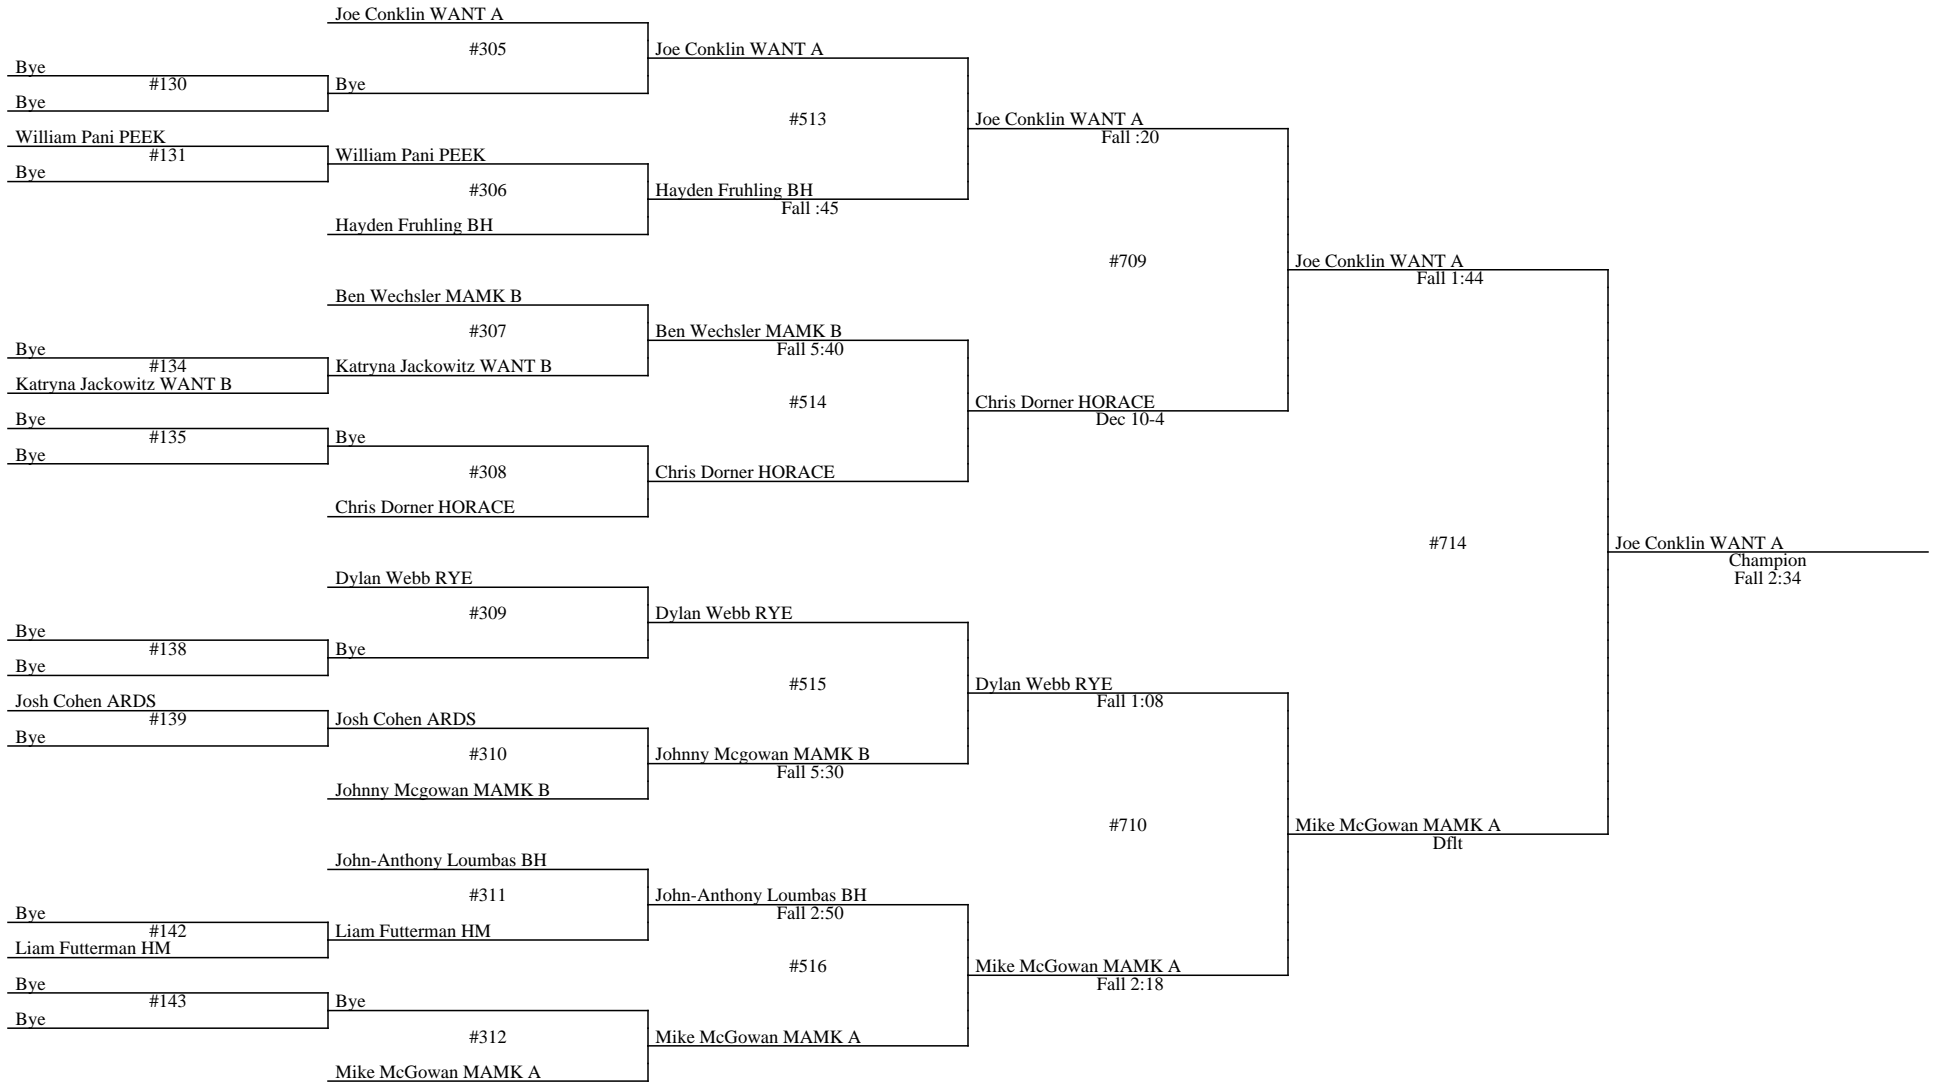 Joe Conklin WANT A
#305
Joe Conklin WANT A
Bye
#130
Bye
Bye
#513
Joe Conklin WANT A
Fall :20
William Pani PEEK
#131
William Pani PEEK
Bye
#306
Hayden Fruhling BH
Fall :45
Hayden Fruhling BH
#709
Joe Conklin WANT A
Fall 1:44
Ben Wechsler MAMK B
#307
Ben Wechsler MAMK B
Fall 5:40
Bye
#134
Katryna Jackowitz WANT B
Katryna Jackowitz WANT B
#514
Chris Dorner HORACE
Dec 10-4
Bye
#135
Bye
Bye
#308
Chris Dorner HORACE
Chris Dorner HORACE
#714
Joe Conklin WANT A
Champion
Fall 2:34
Dylan Webb RYE
#309
Dylan Webb RYE
Bye
#138
Bye
Bye
#515
Dylan Webb RYE
Fall 1:08
Josh Cohen ARDS
#139
Josh Cohen ARDS
Bye
#310
Johnny Mcgowan MAMK B
Fall 5:30
Johnny Mcgowan MAMK B
#710
Mike McGowan MAMK A
Dflt
John-Anthony Loumbas BH
#311
John-Anthony Loumbas BH
Fall 2:50
Bye
#142
Liam Futterman HM
Liam Futterman HM
#516
Mike McGowan MAMK A
Fall 2:18
Bye
#143
Bye
Bye
#312
Mike McGowan MAMK A
Mike McGowan MAMK A